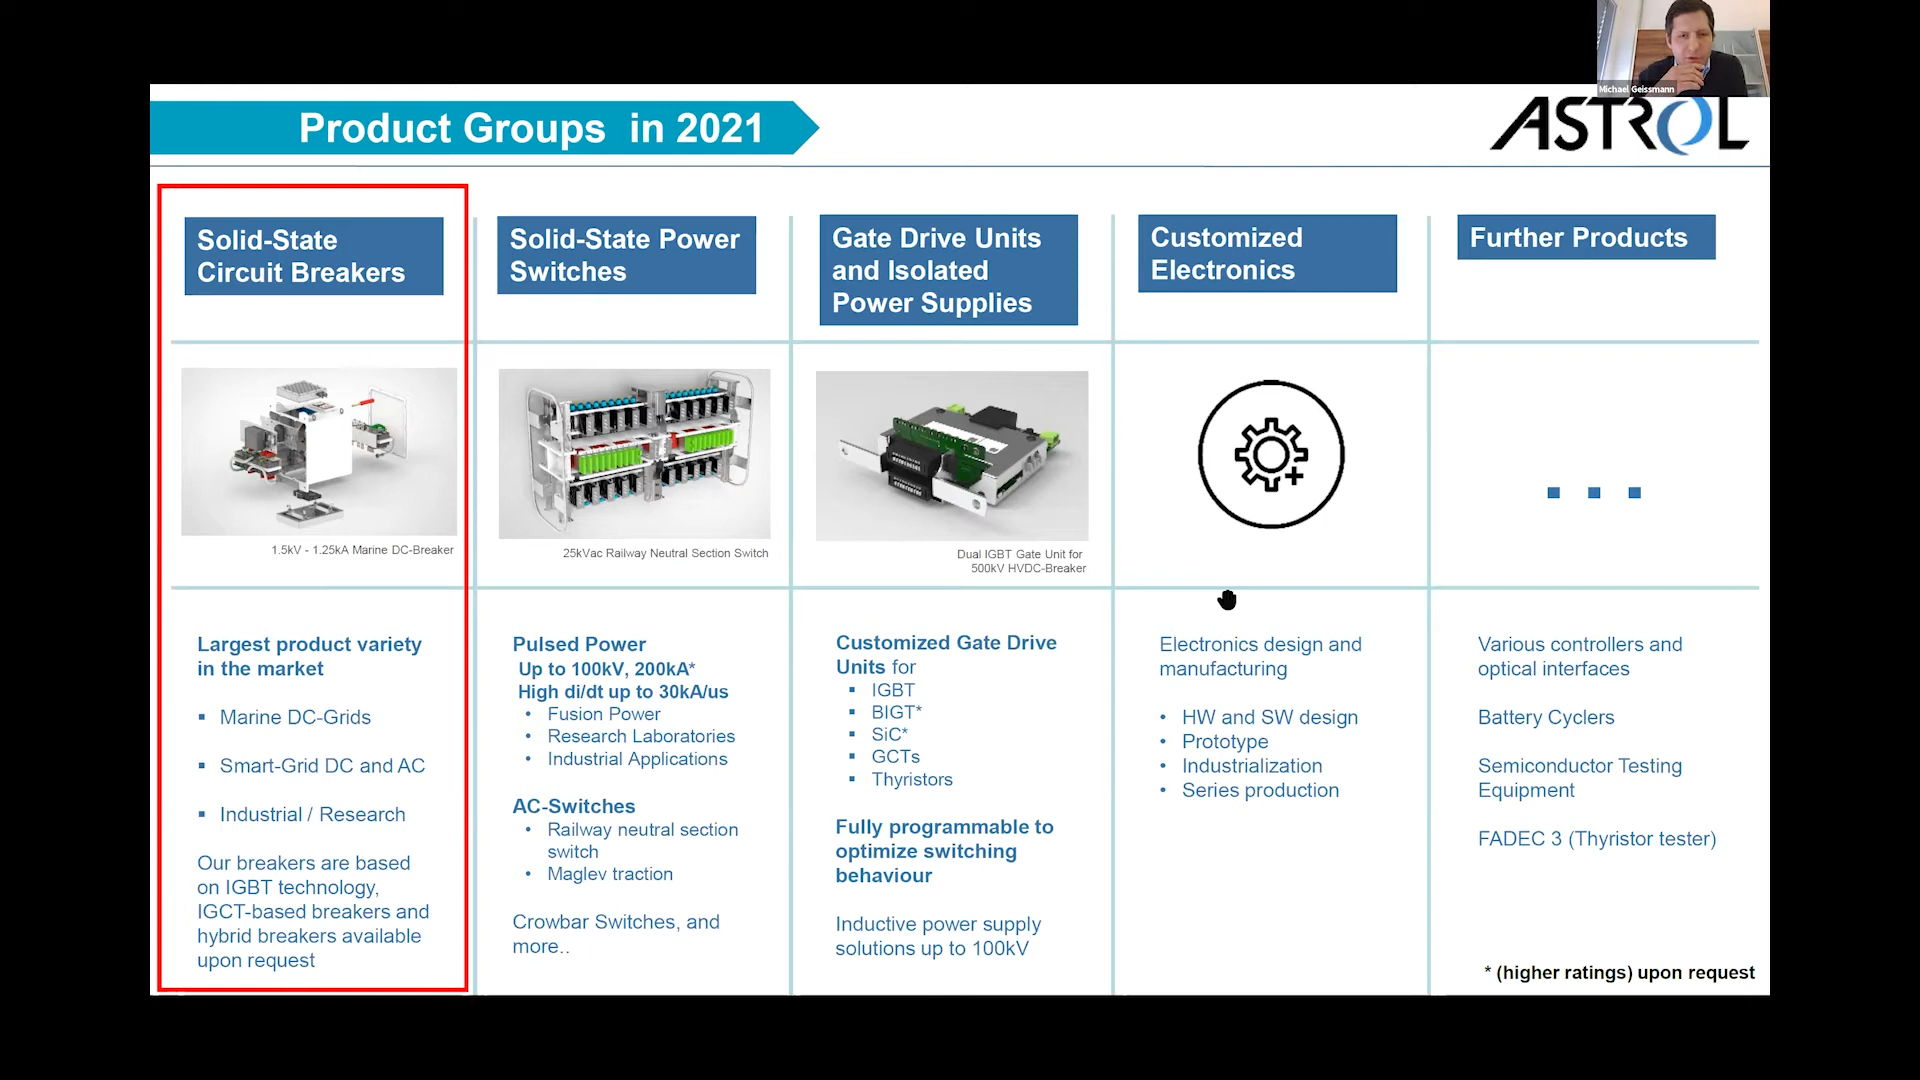 Michael Geissmann
Product Groups in 2021
ASTROL
Solid-State
Circuit Breakers
Solid-State Power
Switches
Gate Drive Units
and Isolated
Power Supplies
Customized
Electronics
Further Products
1.5kV - 1.25kA Marine DC-Breaker
25kVac Railway Neutral Section Switch
Dual IGBT Gate Unit for
500kV HVDC-Breaker
Largest product variety
in the market
▪ Marine DC-Grids
▪ Smart-Grid DC and AC
▪ Industrial / Research
Our breakers are based
on IGBT technology,
IGCT-based breakers and
hybrid breakers available
upon request
Pulsed Power
Up to 100kV, 200kA*
High di/dt up to 30kA/us
• Fusion Power
• Research Laboratories
• Industrial Applications
AC-Switches
• Railway neutral section
switch
• Maglev traction
Crowbar Switches, and
more..
Customized Gate Drive
Units for
▪ IGBT
▪ BIGT*
▪ SiC*
▪ GCTs
▪ Thyristors
Fully programmable to
optimize switching
behaviour
Inductive power supply
solutions up to 100kV
Electronics design and
manufacturing
• HW and SW design
• Prototype
• Industrialization
• Series production
Various controllers and
optical interfaces
Battery Cyclers
Semiconductor Testing
Equipment
FADEC 3 (Thyristor tester)
* (higher ratings) upon request